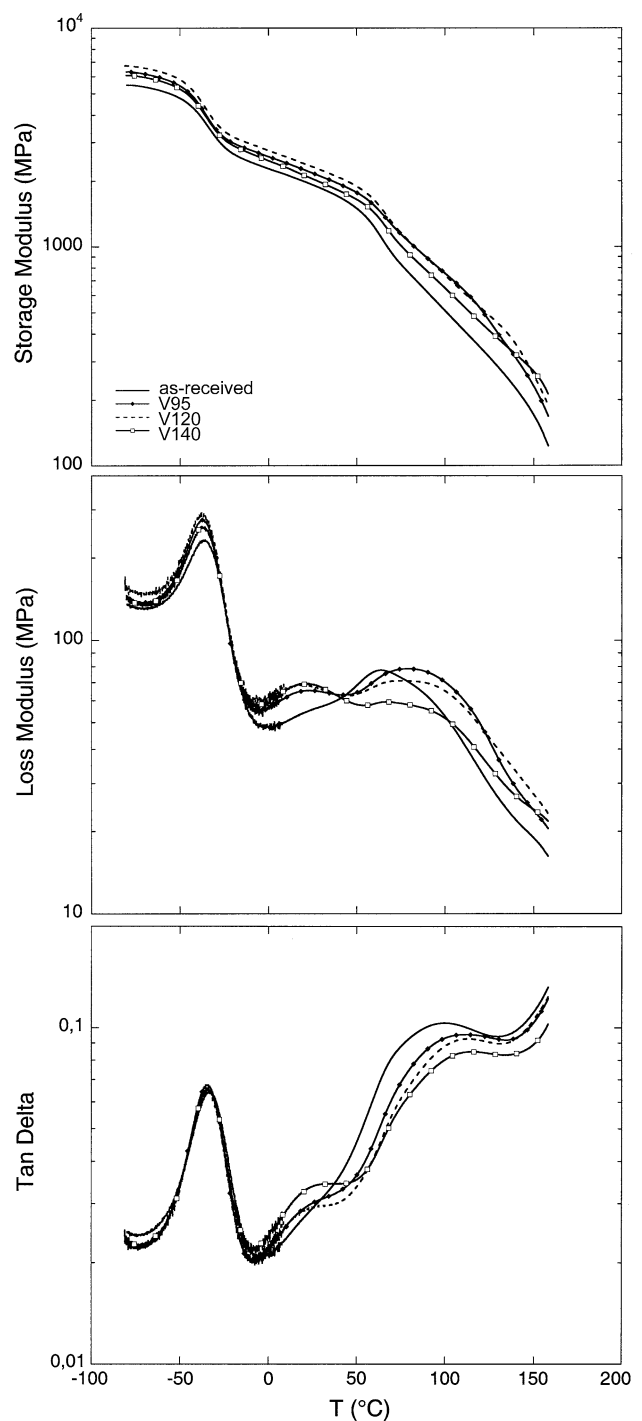 10⁴
1000
100
Storage Modulus (MPa)
as-received
V95
V120
V140
100
10
Loss Modulus (MPa)
0,1
0,01
Tan Delta
-100 -50 0 50 100 150 200
T (°C)